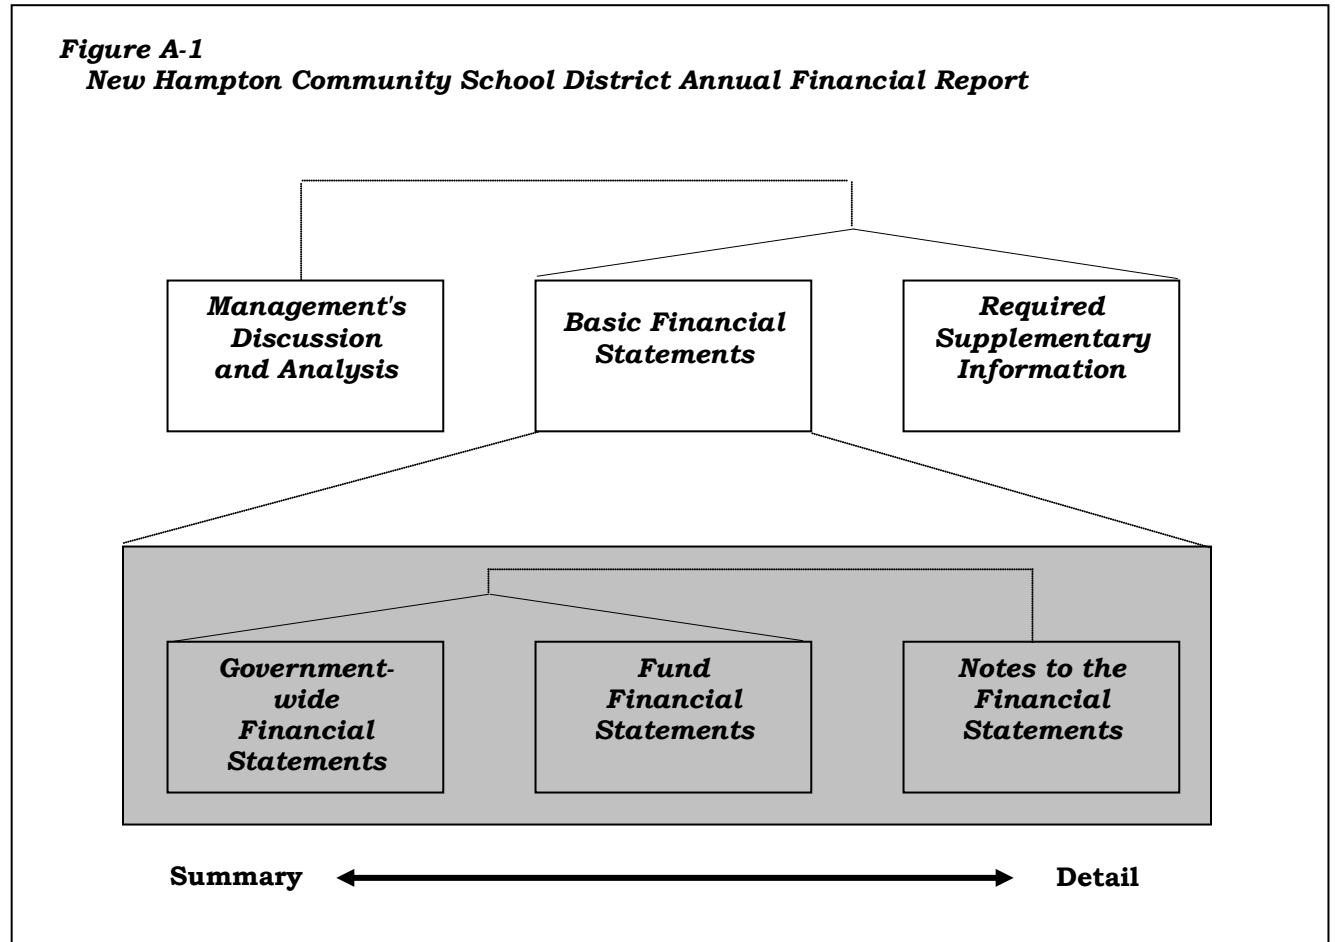 Figure A-1
New Hampton Community School District Annual Financial Report
Management's
Discussion
and Analysis
Basic Financial
Statements
Required
Supplementary
Information
Government-
wide
Financial
Statements
Fund
Financial
Statements
Notes to the
Financial
Statements
Summary
Detail